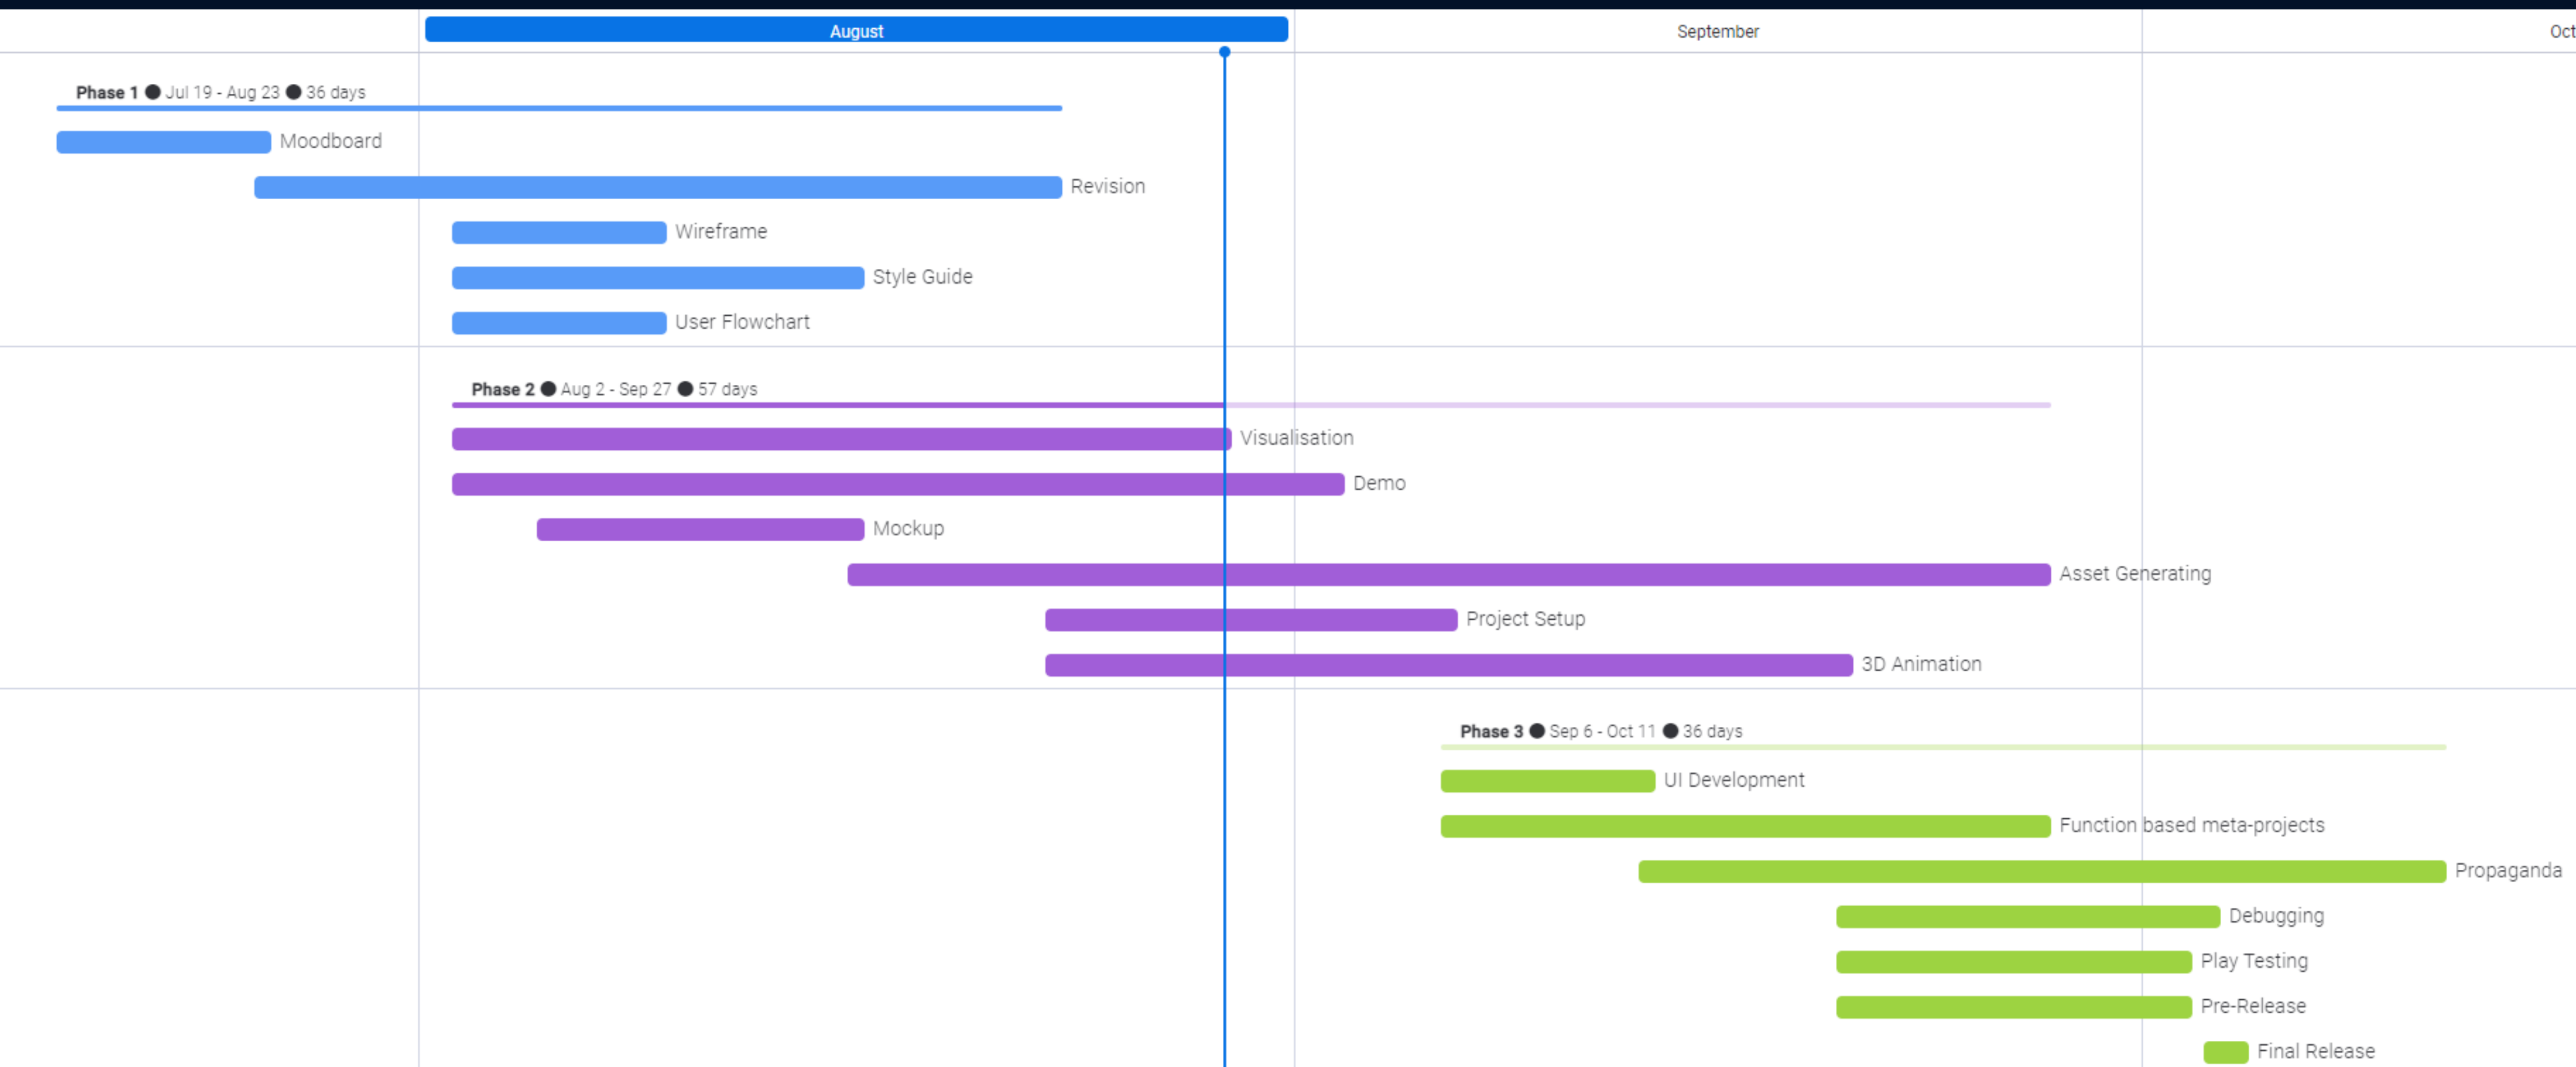 August
September
Oct
Phase 1 ● Jul 19 - Aug 23 ● 36 days
Moodboard
Revision
Wireframe
Style Guide
User Flowchart
Phase 2 ● Aug 2 - Sep 27 ● 57 days
Visualisation
Demo
Mockup
Asset Generating
Project Setup
3D Animation
Phase 3 ● Sep 6 - Oct 11 ● 36 days
UI Development
Function based meta-projects
Propaganda
Debugging
Play Testing
Pre-Release
Final Release